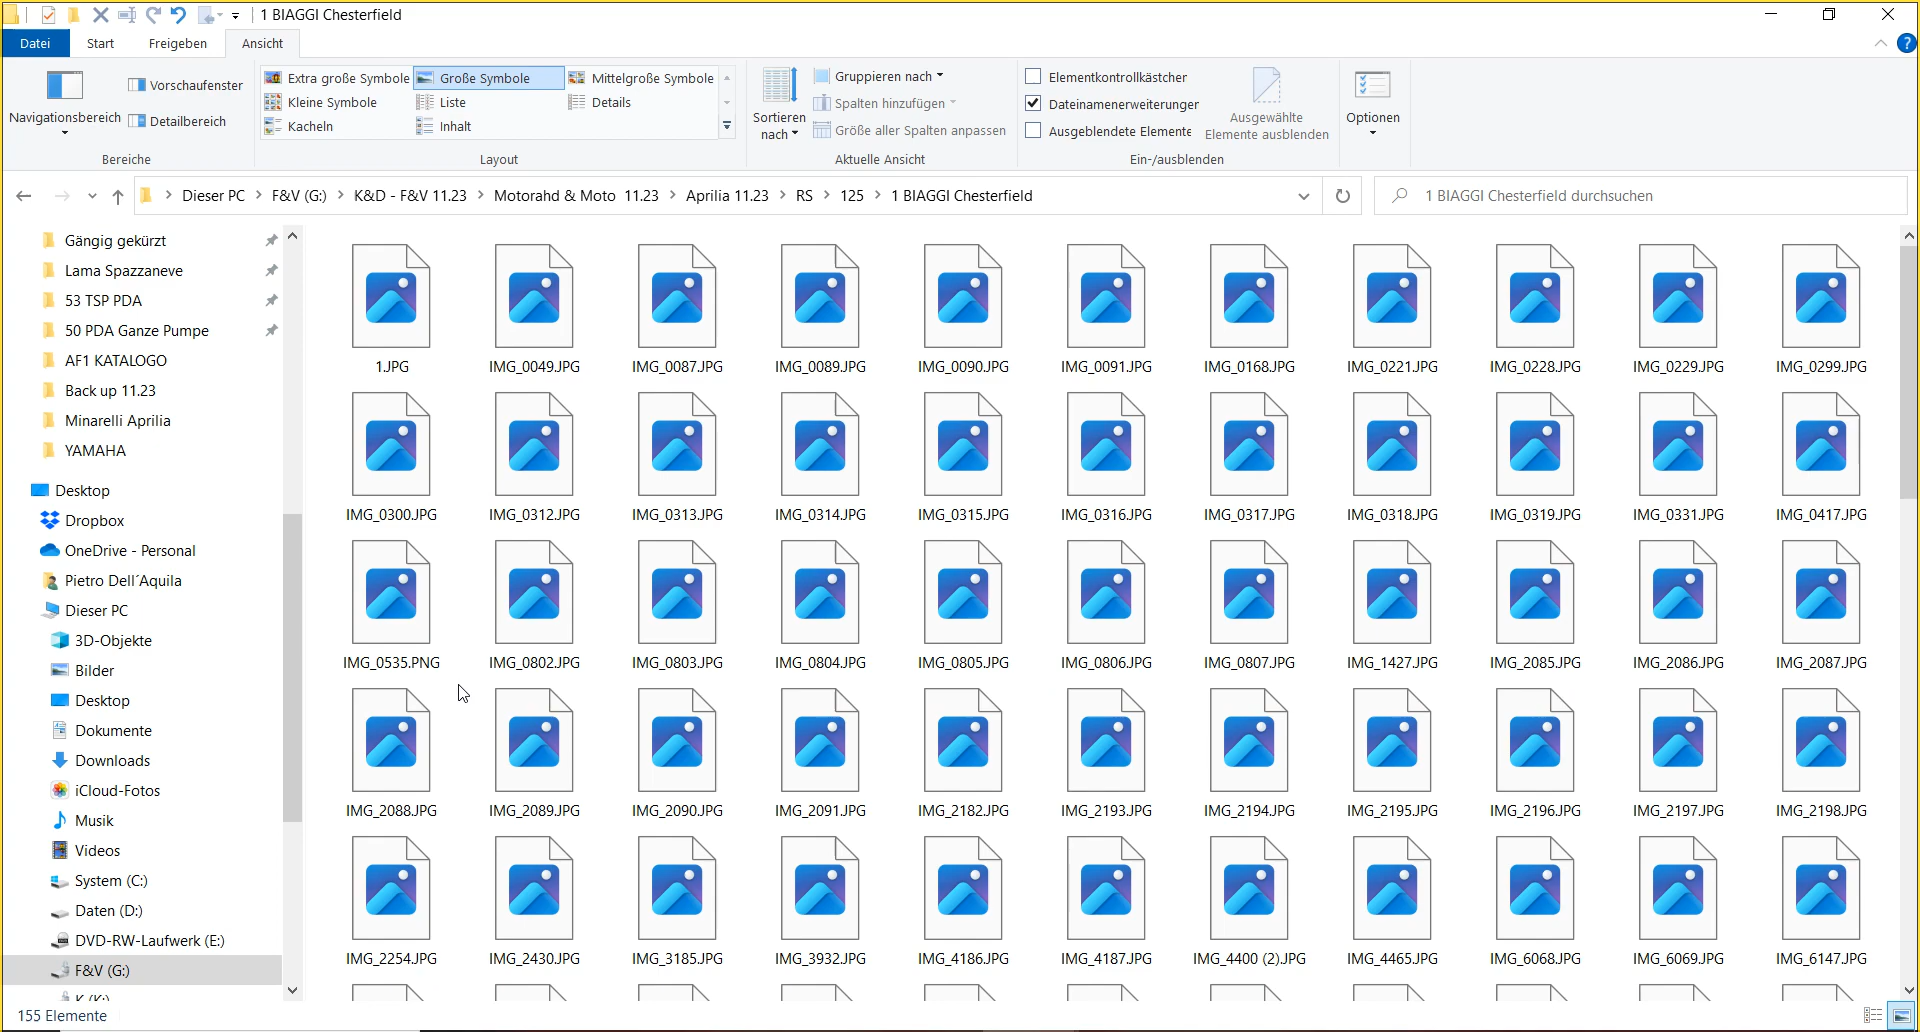 1 BIAGGI Chesterfield
Datei Start Freigeben Ansicht
Navigationsbereich
Vorschaufenster
Detailbereich
Bereiche
Extra große Symbole Große Symbole Mittelgroße Symbole
Kleine Symbole Liste Details
Kacheln Inhalt
Layout
Sortieren
nach
Gruppieren nach
Spalten hinzufügen
Größe aller Spalten anpassen
Aktuelle Ansicht
Elementkontrollkästcher
Dateinamenerweiterunger
Ausgeblendete Elemente
Ausgewählte
Elemente ausblenden
Ein-/ausblenden
Optionen
Dieser PC F&V (G:) K&D - F&V 11.23 Motorahd & Moto 11.23 Aprilia 11.23 RS 125 1 BIAGGI Chesterfield
1 BIAGGI Chesterfield durchsuchen
Gängig gekürzt
Lama Spazzaneve
53 TSP PDA
50 PDA Ganze Pumpe
AF1 KATALOGO
Back up 11.23
Minarelli Aprilia
YAMAHA
Desktop
Dropbox
OneDrive - Personal
Pietro Dell´Aquila
Dieser PC
3D-Objekte
Bilder
Desktop
Dokumente
Downloads
iCloud-Fotos
Musik
Videos
System (C:)
Daten (D:)
DVD-RW-Laufwerk (E:)
F&V (G:)
K (K:)
1.JPG IMG_0049.JPG IMG_0087.JPG IMG_0089.JPG IMG_0090.JPG IMG_0091.JPG IMG_0168.JPG IMG_0221.JPG IMG_0228.JPG IMG_0229.JPG IMG_0299.JPG
IMG_0300.JPG IMG_0312.JPG IMG_0313.JPG IMG_0314.JPG IMG_0315.JPG IMG_0316.JPG IMG_0317.JPG IMG_0318.JPG IMG_0319.JPG IMG_0331.JPG IMG_0417.JPG
IMG_0535.PNG IMG_0802.JPG IMG_0803.JPG IMG_0804.JPG IMG_0805.JPG IMG_0806.JPG IMG_0807.JPG IMG_1427.JPG IMG_2085.JPG IMG_2086.JPG IMG_2087.JPG
IMG_2088.JPG IMG_2089.JPG IMG_2090.JPG IMG_2091.JPG IMG_2182.JPG IMG_2193.JPG IMG_2194.JPG IMG_2195.JPG IMG_2196.JPG IMG_2197.JPG IMG_2198.JPG
IMG_2254.JPG IMG_2430.JPG IMG_3185.JPG IMG_3932.JPG IMG_4186.JPG IMG_4187.JPG IMG_4400 (2).JPG IMG_4465.JPG IMG_6068.JPG IMG_6069.JPG IMG_6147.JPG
155 Elemente